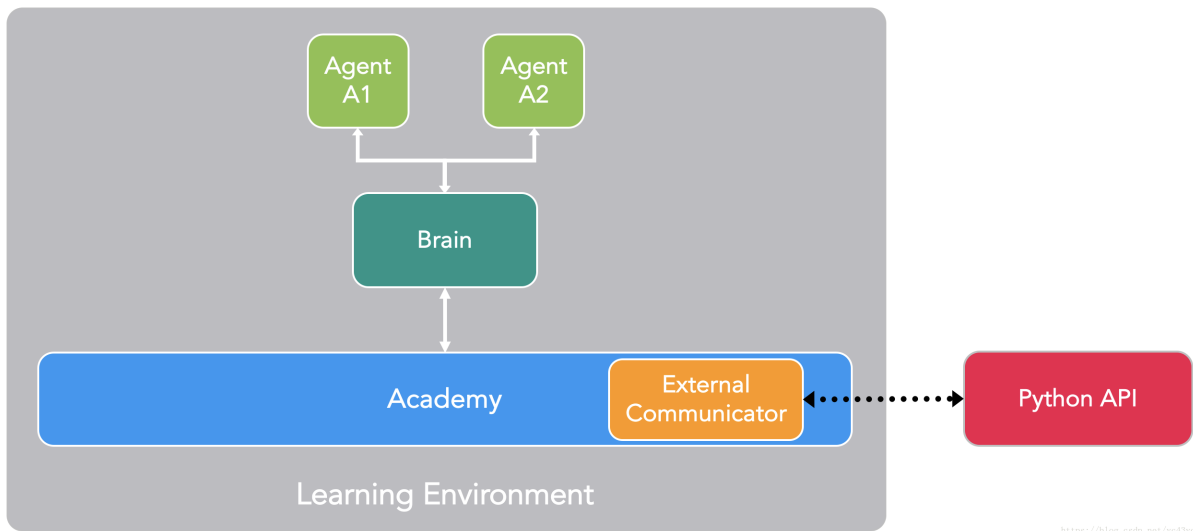 Agent
A1
Agent
A2
Brain
Academy
External
Communicator
Python API
Learning Environment